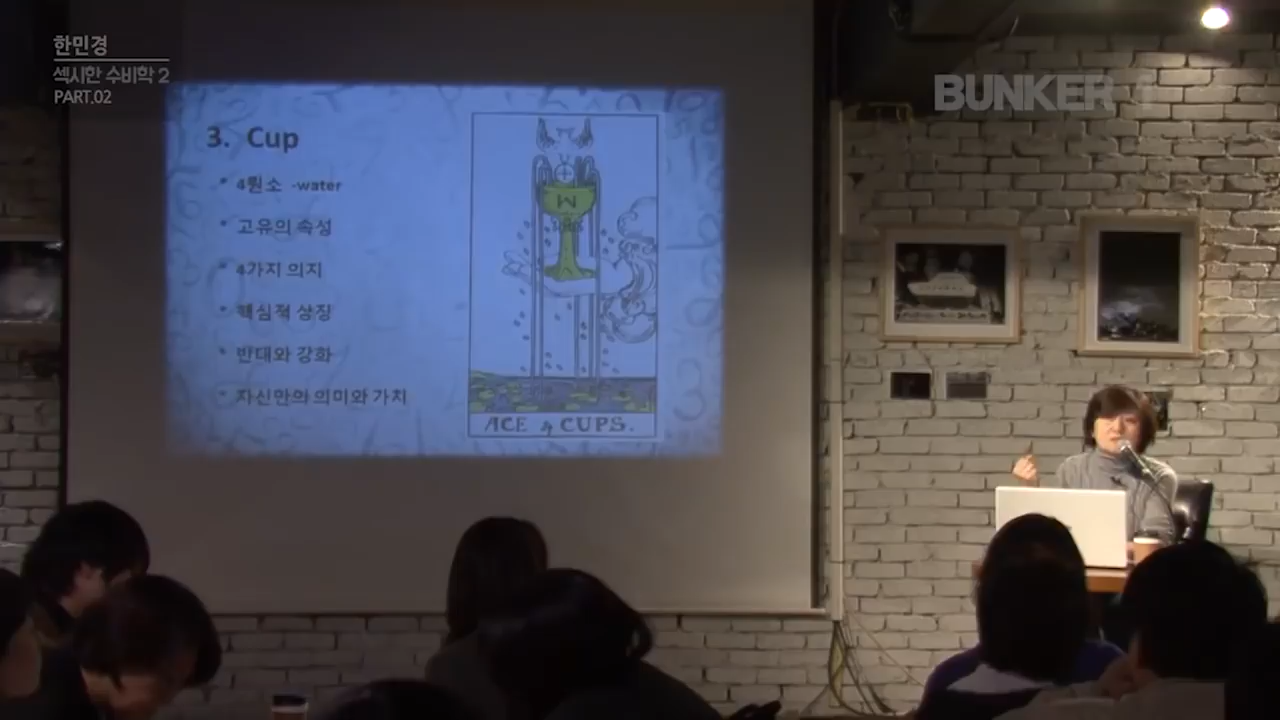 한민경
섹시한 수비학 2
PART.02
BUNKER 1
3. Cup
* 4원소 -water
* 고유의 속성
* 4가지 의지
* 핵심적 상징
* 반대와 강화
* 자신만의 의미와 가치
ACE of CUPS.